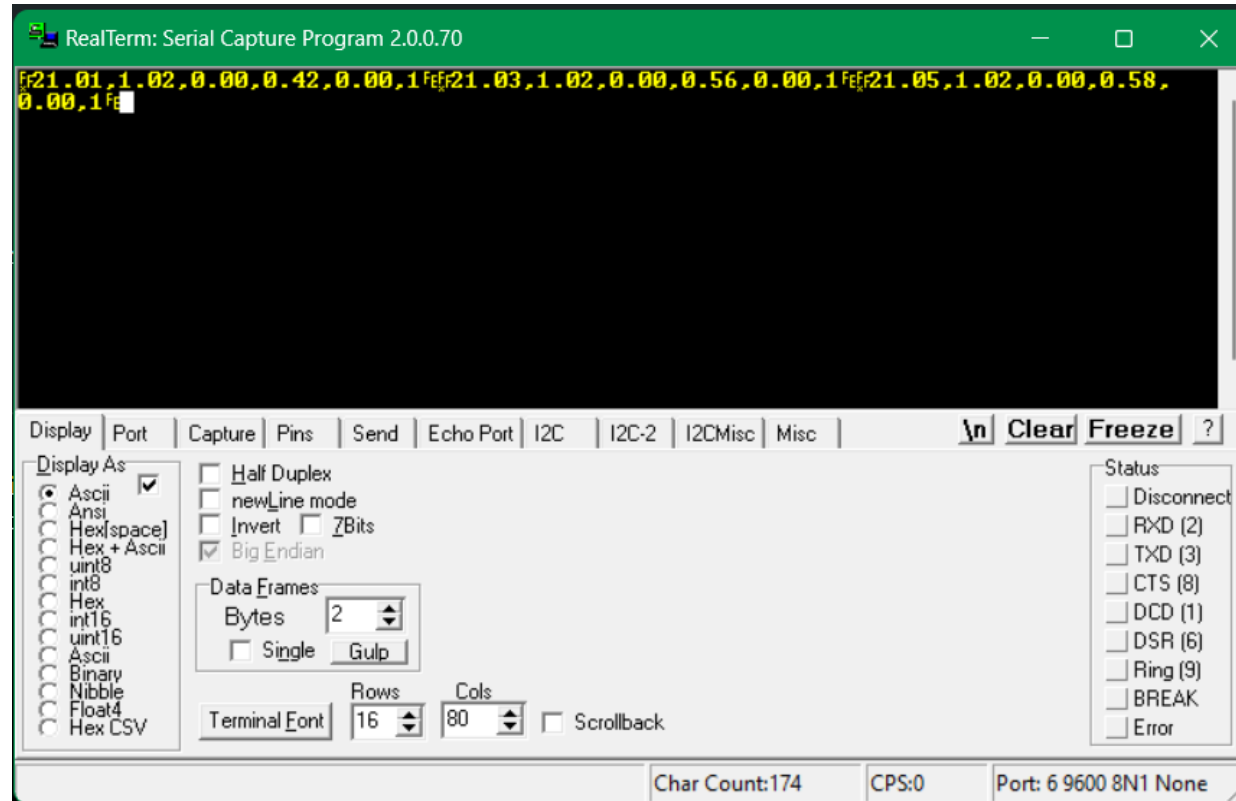 RealTerm: Serial Capture Program 2.0.0.70
21.01,1.02,0.00,0.42,0.00,1FE 21.03,1.02,0.00,0.56,0.00,1FE 21.05,1.02,0.00,0.58,
0.00,1FE
Display Port Capture Pins Send Echo Port I2C I2C-2 I2CMisc Misc \n Clear Freeze ?
Display As
Ascii
Ansi
Hex[space]
Hex + Ascii
uint8
int8
Hex
int16
uint16
Ascii
Binary
Nibble
Float4
Hex CSV
Half Duplex
newLine mode
Invert 7Bits
Big Endian
Data Frames
Bytes 2
Single Gulp
Rows Cols
Terminal Font 16 80 Scrollback
Status
Disconnect
RXD (2)
TXD (3)
CTS (8)
DCD (1)
DSR (6)
Ring (9)
BREAK
Error
Char Count:174 CPS:0 Port: 6 9600 8N1 None